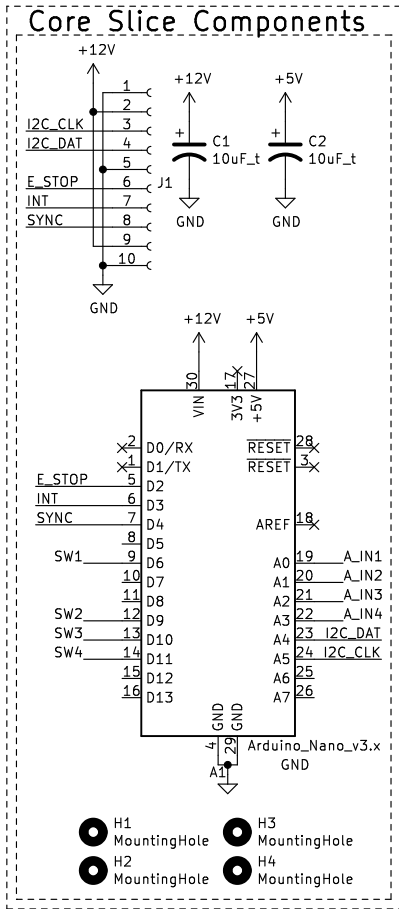 Core Slice Components
+12V
1
2
I2C_CLK 3
I2C_DAT 4
5
E_STOP 6
J1
INT 7
SYNC 8
9
10
GND
+12V
+
C1
10uF_t
GND
+5V
+
C2
10uF_t
GND
+12V +5V
30 17 27
VIN 3V3 +5V
2 D0/RX RESET 28
1 D1/TX RESET 3
E_STOP 5 D2
INT 6 D3
SYNC 7 D4 AREF 18
8 D5
SW1 9 D6 A0 19 A_IN1
10 D7 A1 20 A_IN2
11 D8 A2 21 A_IN3
SW2 12 D9 A3 22 A_IN4
SW3 13 D10 A4 23 I2C_DAT
SW4 14 D11 A5 24 I2C_CLK
15 D12 A6 25
16 D13 A7 26
GND GND
4 29 Arduino_Nano_v3.x
A1 GND
H1 H3
MountingHole MountingHole
H2 H4
MountingHole MountingHole